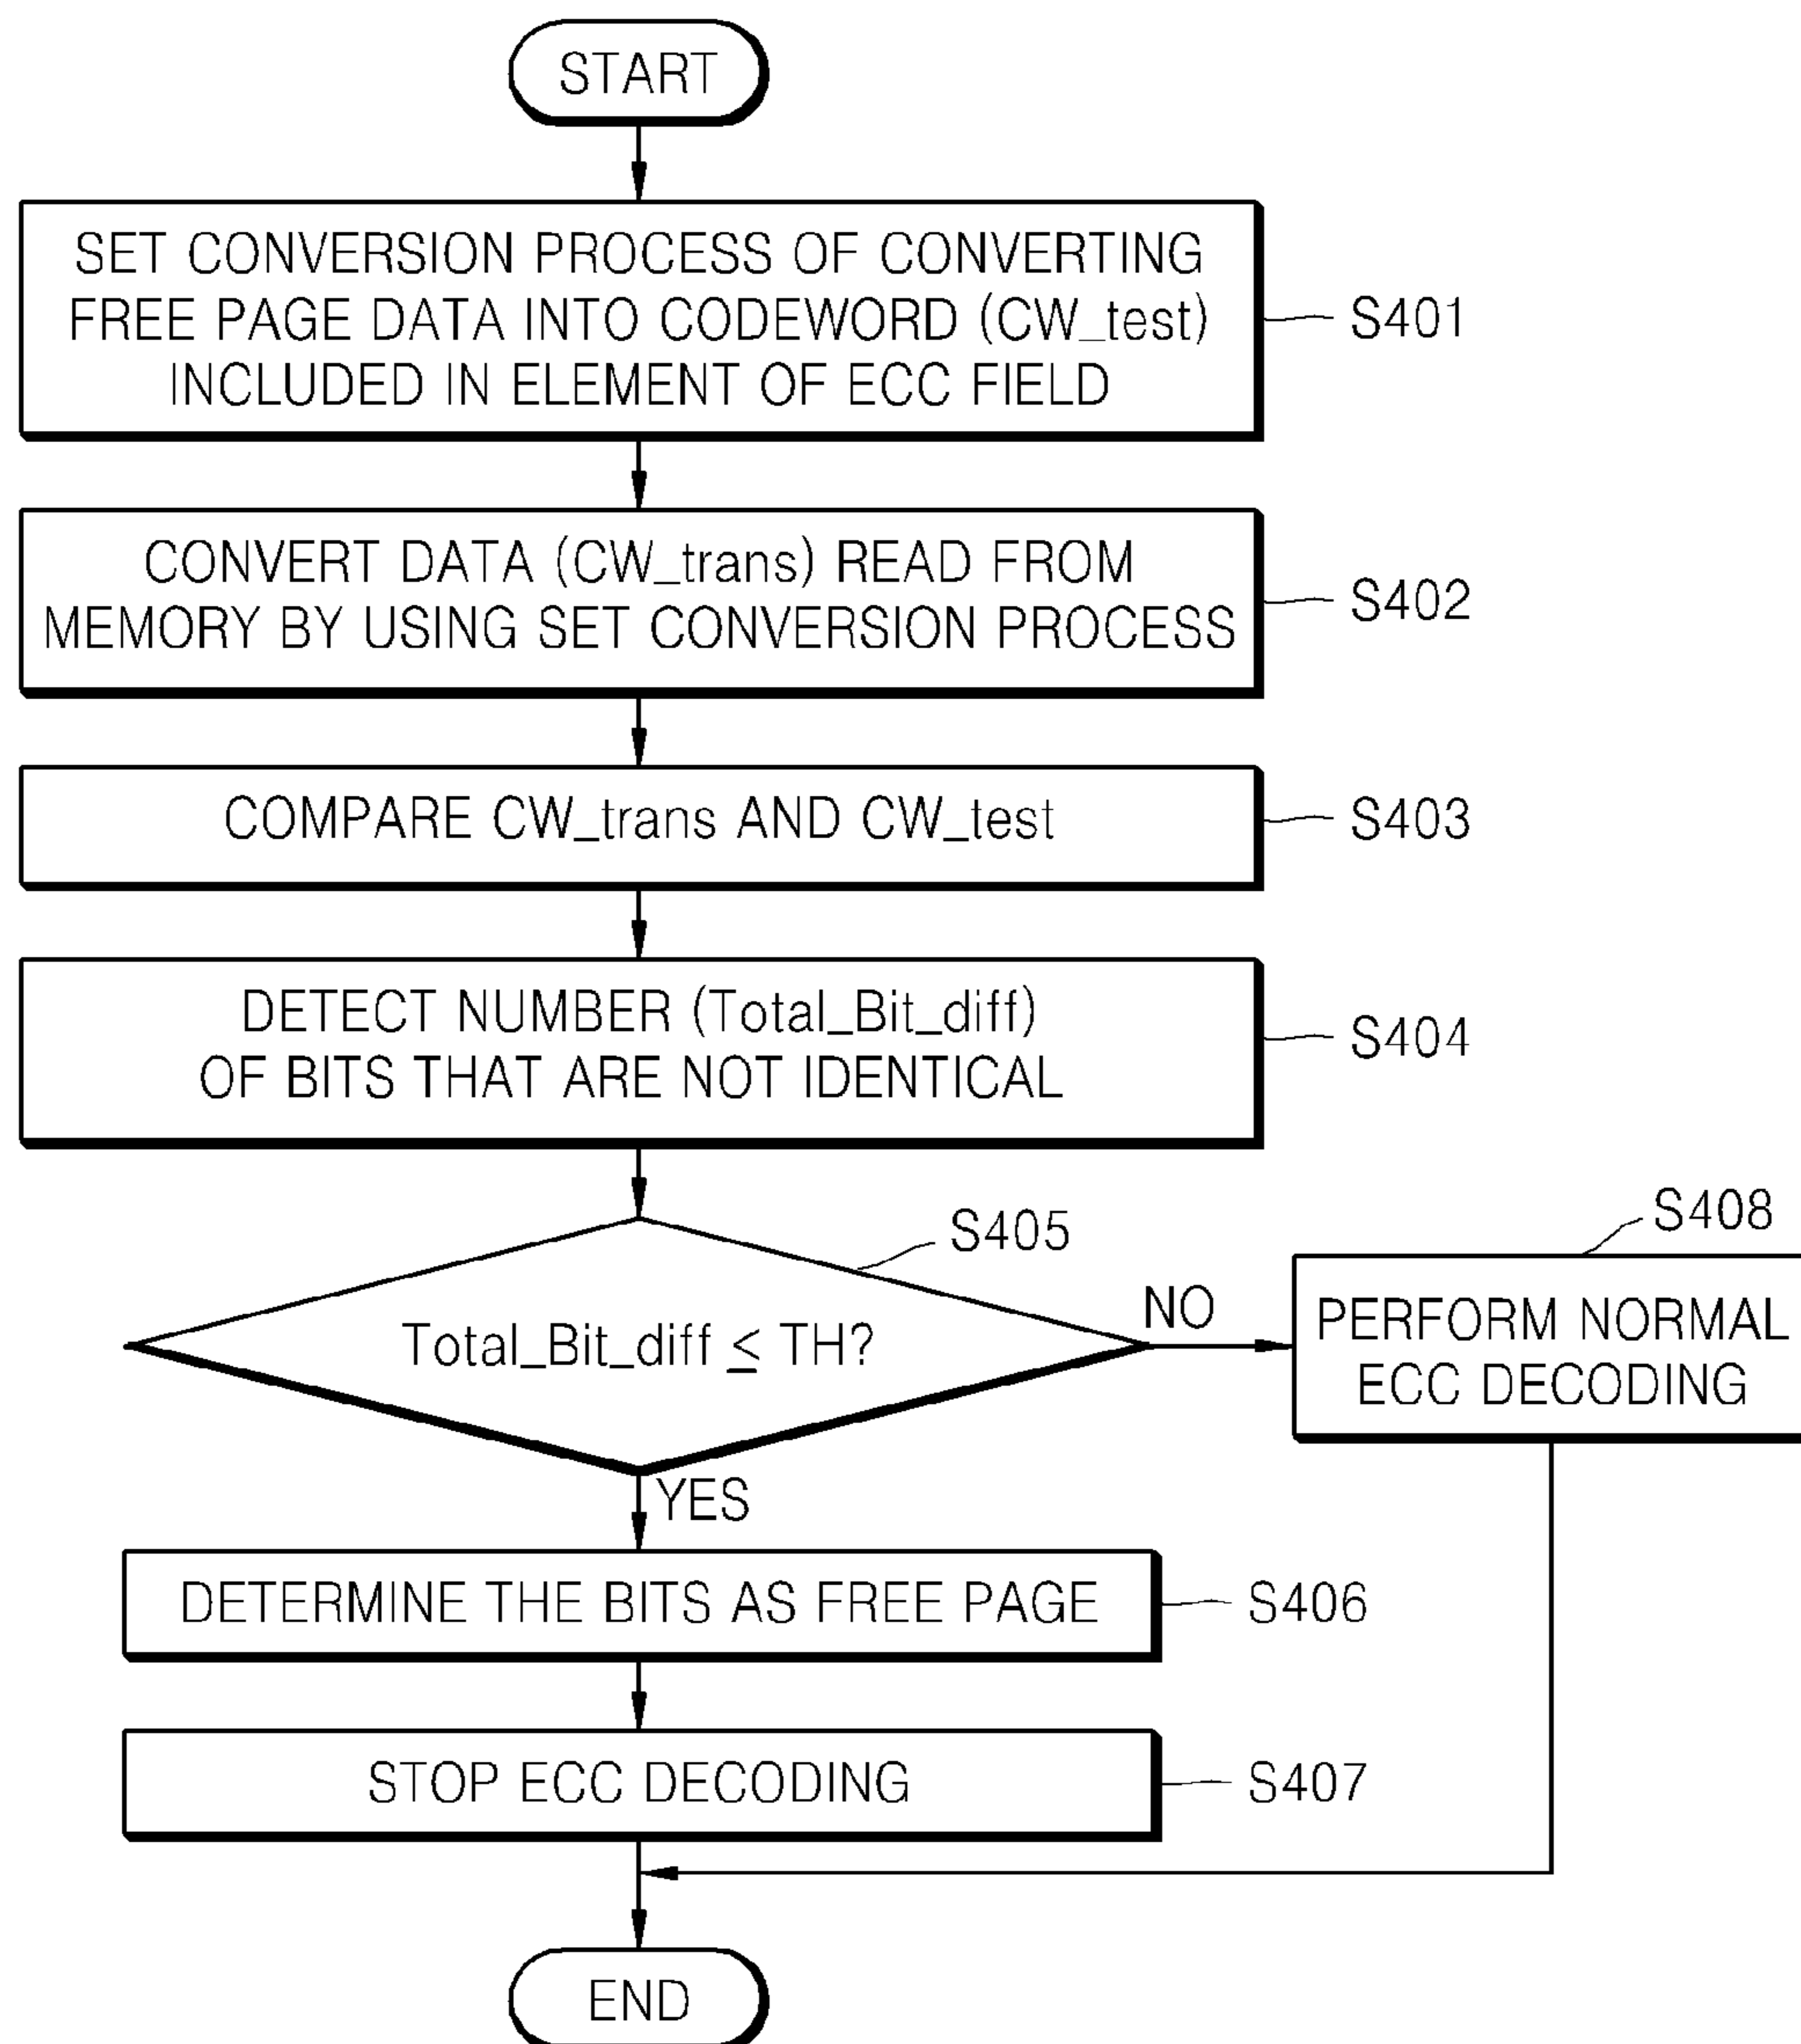 START
SET CONVERSION PROCESS OF CONVERTING
FREE PAGE DATA INTO CODEWORD (CW_test)
INCLUDED IN ELEMENT OF ECC FIELD
S401
CONVERT DATA (CW_trans) READ FROM
MEMORY BY USING SET CONVERSION PROCESS
S402
COMPARE CW_trans AND CW_test
S403
DETECT NUMBER (Total_Bit_diff)
OF BITS THAT ARE NOT IDENTICAL
S404
S405
Total_Bit_diff ≤ TH?
NO
S408
PERFORM NORMAL
ECC DECODING
YES
DETERMINE THE BITS AS FREE PAGE
S406
STOP ECC DECODING
S407
END